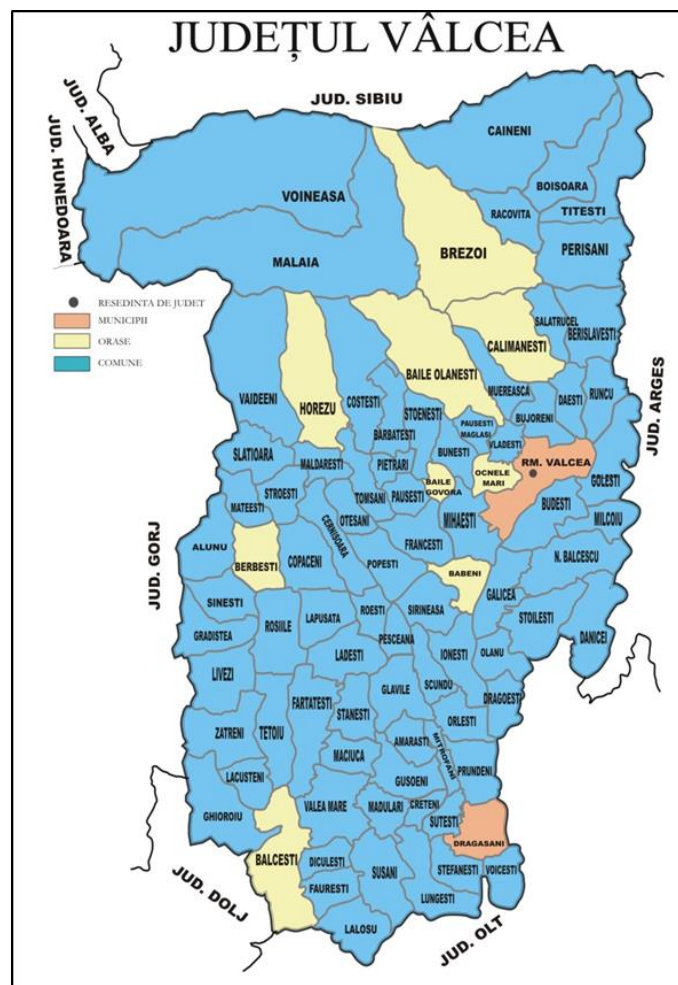 JUDEȚUL VÂLCEA
JUD. SIBIU
JUD. ALBA
JUD. HUNEDOARA
CAINENI
BOISOARA
VOINEASA
RACOVITA
TITESTI
PERISANI
BREZOI
MALAIA
RESEDINTA DE JUDET
MUNICIPII
ORASE
COMUNE
SALATRUCEL
BERISLAVESTI
CALIMANESTI
BAILE OLANESTI
MUEREASCA
DAESTI
RUNCU
JUD. ARGES
VAIDEENI
HOREZU
COSTESTI
STOENESTI
BARBATESTI
PAUSESTI
MAGLASI
BUJORENI
VLADESTI
SLATIOARA
MALDARESTI
PIETRARI
BUNESTI
OCNELE
MARI
RM. VALCEA
GOLESTI
STROESTI
MATEESTI
TOMSANI
PAUSESTI
BAILE
GOVORA
BUDESTI
MILCOIU
CERNISOARA
OTESANI
MIHAESTI
FRANCESTI
JUD. GORJ
ALUNU
BERBESTI
COPACENI
POPESTI
BABENI
N. BALCESCU
GALICEA
SINESTI
GRADISTEA
ROSIILE
LAPUSATA
ROESTI
SIRINEASA
STOILESTI
DANICEI
PESCEANA
LADESTI
IONESTI
OLANU
LIVEZI
GLAVILE
SCUNDU
DRAGOESTI
FARTATESTI
STANESTI
ORLESTI
ZATRENI
TETOIU
AMARASTI
MITROFANI
MACIUCA
PRUNDENI
LACUSTENI
GUSOENI
GHIOROIU
VALEA MARE
MADULARI
CRETENI
SUTESTI
DRAGASANI
BALCESTI
DICULESTI
SUSANI
STEFANESTI
VOICESTI
FAURESTI
LUNGESTI
JUD. DOLJ
LALOSU
JUD. OLT